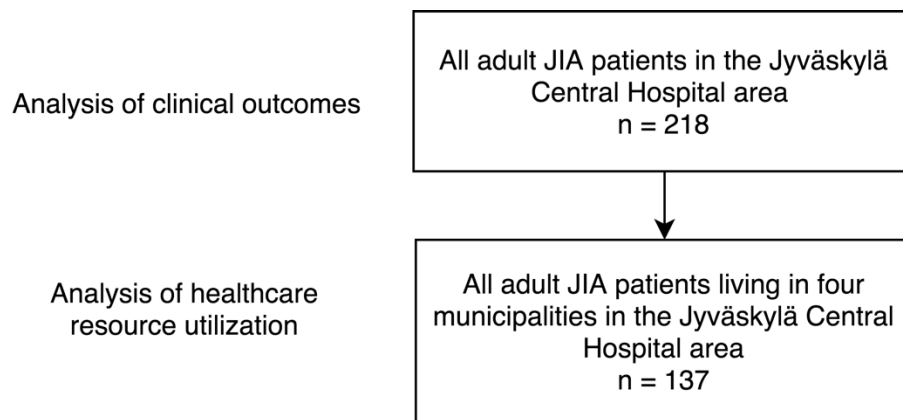 Analysis of clinical outcomes
All adult JIA patients in the Jyväskylä
Central Hospital area
n = 218
Analysis of healthcare
resource utilization
All adult JIA patients living in four
municipalities in the Jyväskylä Central
Hospital area
n = 137